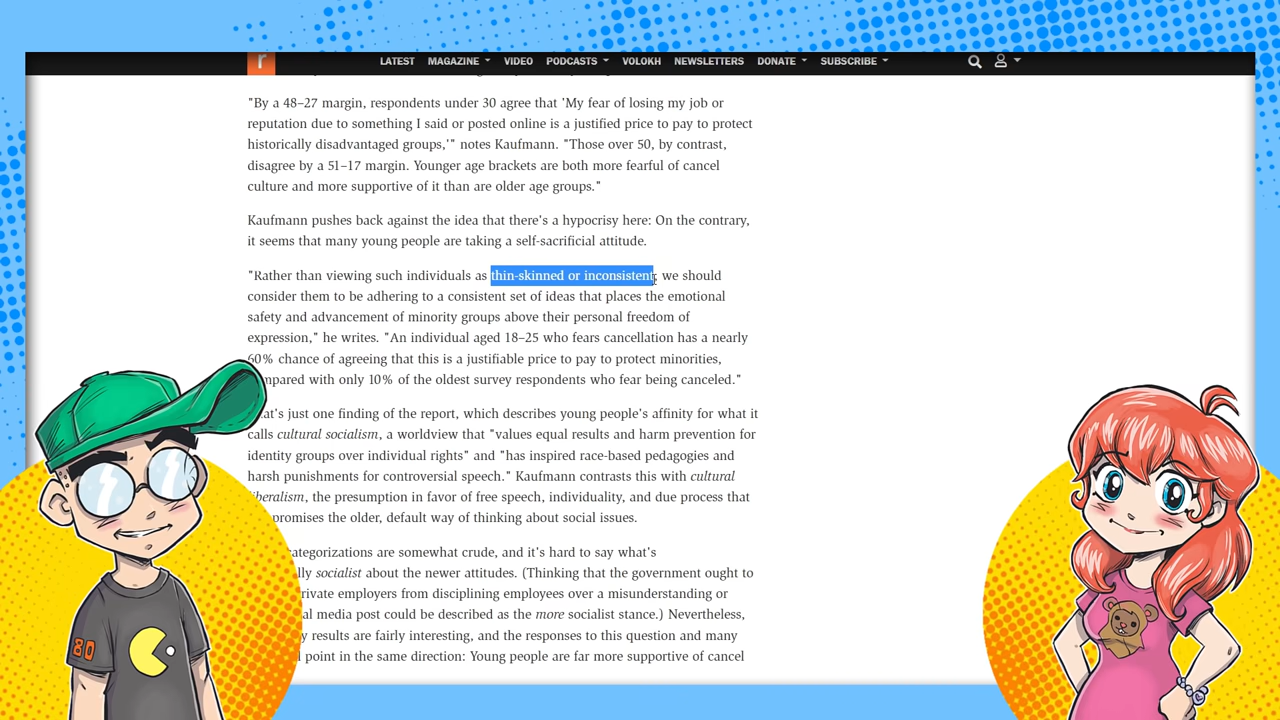 r LATEST MAGAZINE VIDEO PODCASTS VOLOKH NEWSLETTERS DONATE SUBSCRIBE
"By a 48–27 margin, respondents under 30 agree that 'My fear of losing my job or
reputation due to something I said or posted online is a justified price to pay to protect
historically disadvantaged groups,'" notes Kaufmann. "Those over 50, by contrast,
disagree by a 51–17 margin. Younger age brackets are both more fearful of cancel
culture and more supportive of it than are older age groups."
Kaufmann pushes back against the idea that there's a hypocrisy here: On the contrary,
it seems that many young people are taking a self-sacrificial attitude.
"Rather than viewing such individuals as thin-skinned or inconsistent, we should
consider them to be adhering to a consistent set of ideas that places the emotional
safety and advancement of minority groups above their personal freedom of
expression," he writes. "An individual aged 18–25 who fears cancellation has a nearly
60% chance of agreeing that this is a justifiable price to pay to protect minorities,
compared with only 10% of the oldest survey respondents who fear being canceled."
just one finding of the report, which describes young people's affinity for what it
calls cultural socialism, a worldview that "values equal results and harm prevention for
identity groups over individual rights" and "has inspired race-based pedagogies and
harsh punishments for controversial speech." Kaufmann contrasts this with cultural
liberalism, the presumption in favor of free speech, individuality, and due process that
the older, default way of thinking about social issues.
categorizations are somewhat crude, and it's hard to say what's
socialist about the newer attitudes. (Thinking that the government ought to
private employers from disciplining employees over a misunderstanding or
media post could be described as the more socialist stance.) Nevertheless,
results are fairly interesting, and the responses to this question and many
point in the same direction: Young people are far more supportive of cancel
80